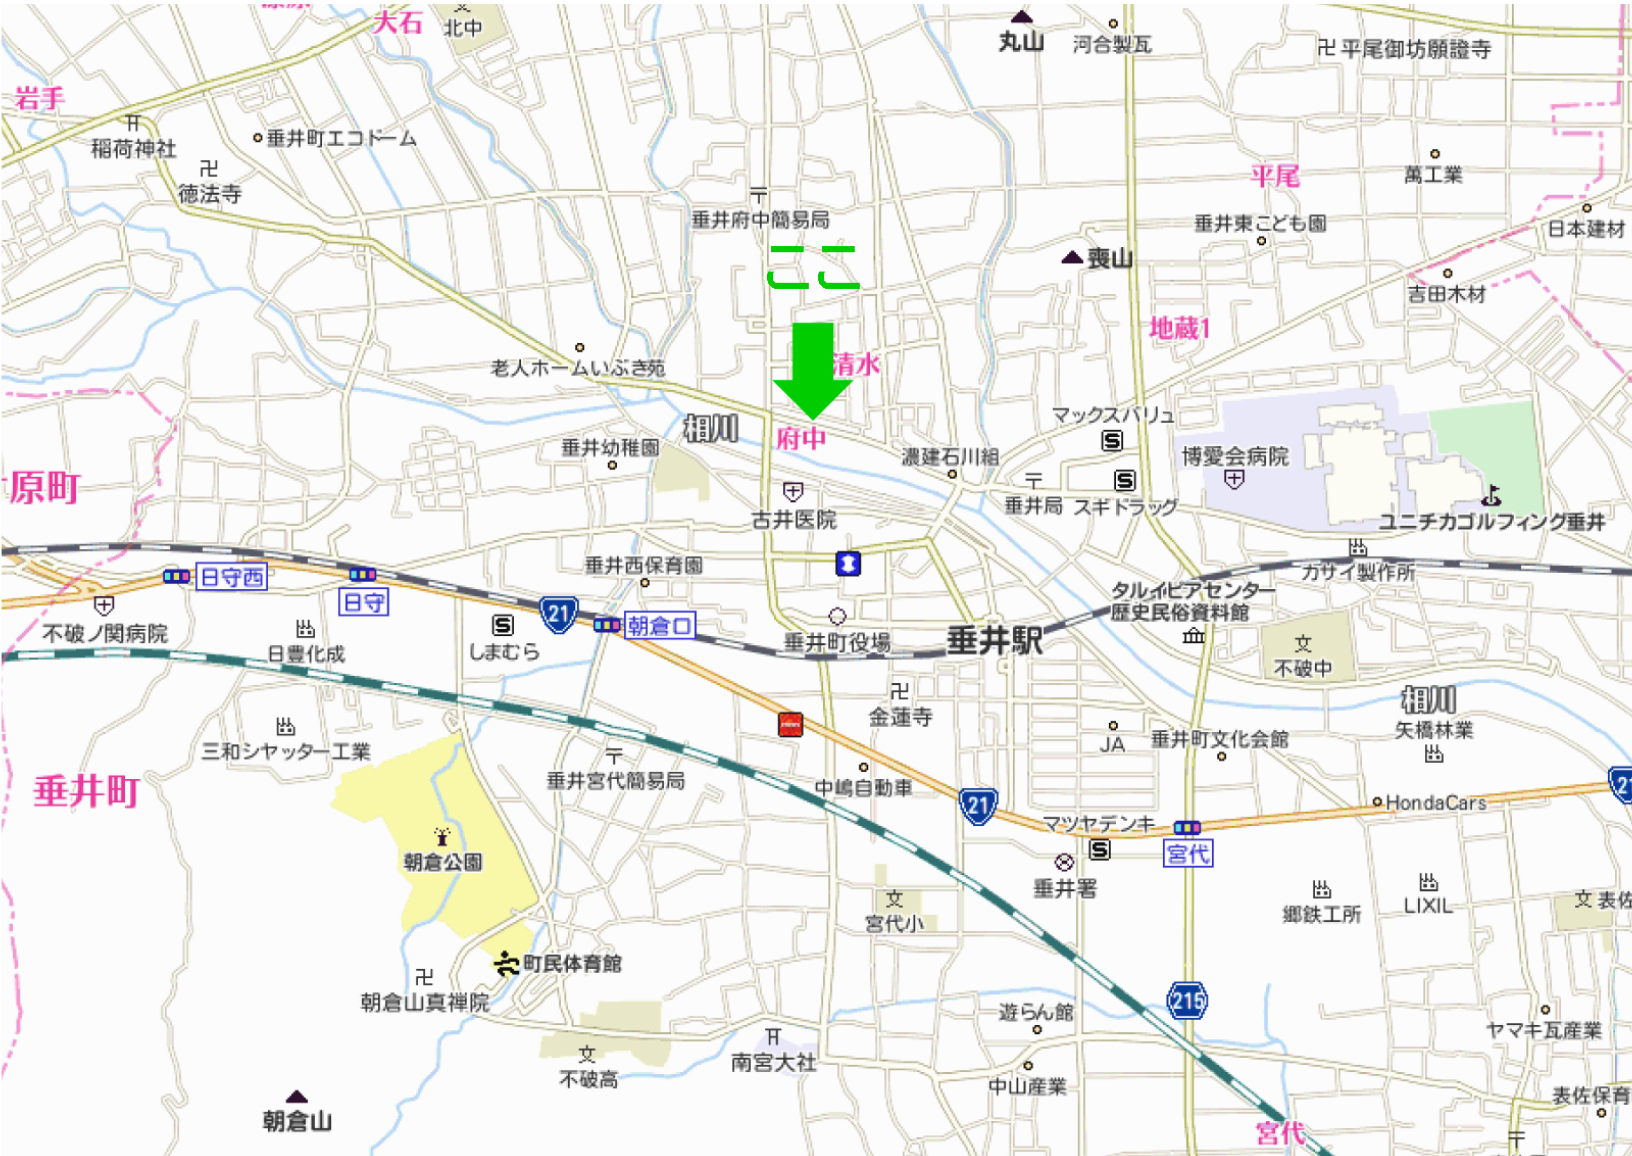 大石
北中
丸山
河合製瓦
平尾御坊願證寺
岩手
稲荷神社
垂井町エコドーム
徳法寺
萬工業
平尾
垂井府中簡易局
垂井東こども園
日本建材
ここ
喪山
吉田木材
地蔵1
老人ホームいぶき苑
清水
相川
府中
マックスバリュ
垂井幼稚園
濃建石川組
博愛会病院
原町
古井医院
垂井局
スギドラッグ
ユニチカゴルフィング垂井
垂井西保育園
カサイ製作所
日守西
日守
21
朝倉口
タルイピアセンター
歴史民俗資料館
不破ノ関病院
日豊化成
しまむら
垂井町役場
垂井駅
不破中
金蓮寺
相川
三和シヤッター工業
JA
垂井町文化会館
矢橋林業
垂井町
垂井宮代簡易局
中嶋自動車
21
HondaCars
21
マツヤデンキ
宮代
朝倉公園
垂井署
宮代小
郷鉄工所
LIXIL
表佐
町民体育館
朝倉山真禅院
215
遊らん館
ヤマキ瓦産業
南宮大社
不破高
中山産業
表佐保育
朝倉山
宮代